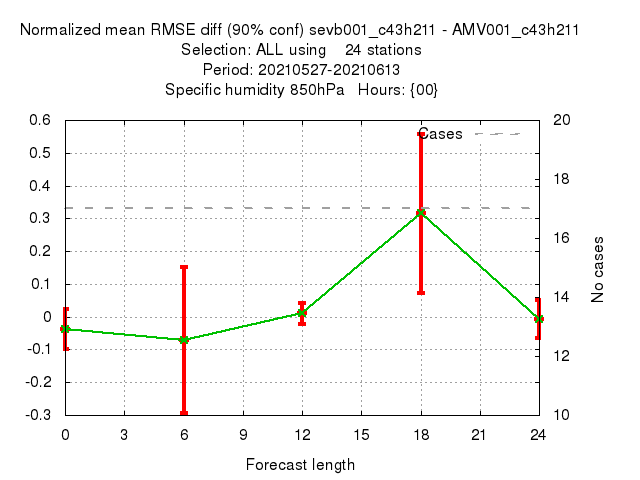 Normalized mean RMSE diff (90% conf) sevb001_c43h211 - AMV001_c43h211
Selection: ALL using    24 stations
Period: 20210527-20210613
Specific humidity 850hPa   Hours: {00}
Cases
0.6
0.5
0.4
0.3
0.2
0.1
0
-0.1
-0.2
-0.3
20
18
16
14
12
10
No cases
0 3 6 9 12 15 18 21 24
Forecast length